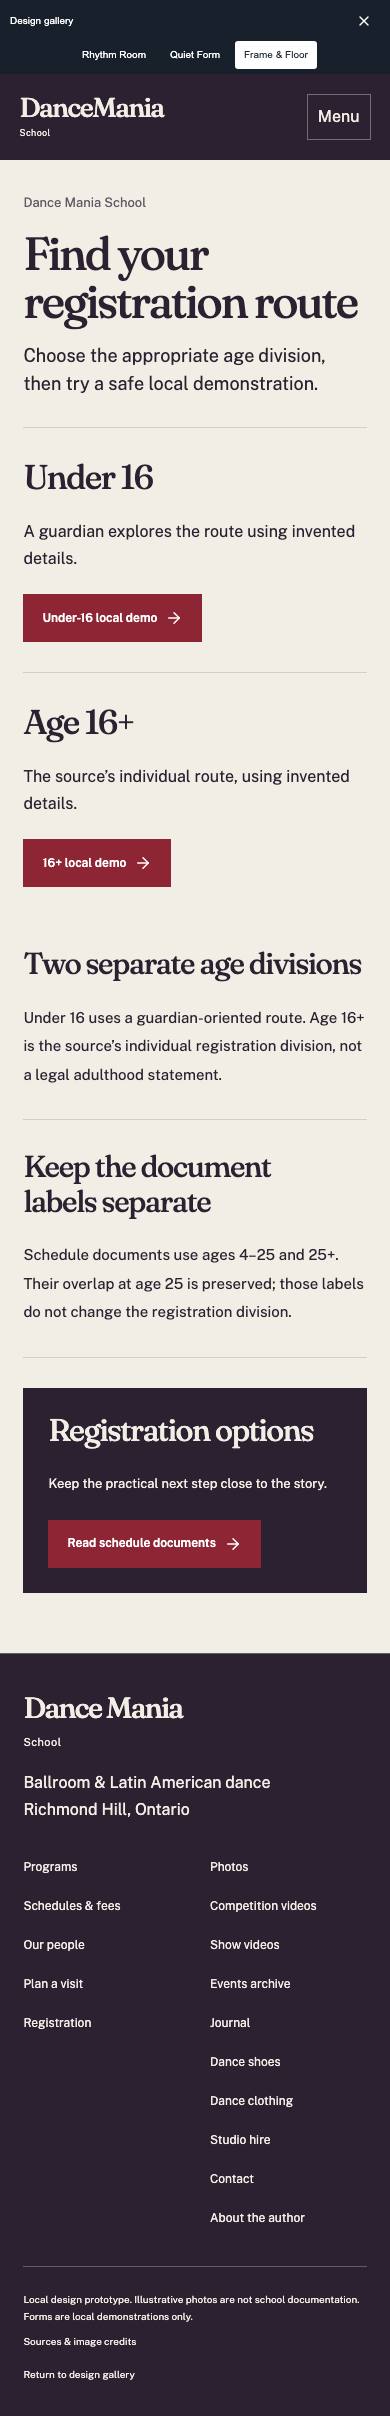 Design gallery
Rhythm Room
Quiet Form
Frame & Floor
DanceMania
School
Menu
Dance Mania School
Find your
registration route
Choose the appropriate age division,
then try a safe local demonstration.
Under 16
A guardian explores the route using invented
details.
Under-16 local demo
Age 16+
The source’s individual route, using invented
details.
16+ local demo
Two separate age divisions
Under 16 uses a guardian-oriented route. Age 16+
is the source’s individual registration division, not
a legal adulthood statement.
Keep the document
labels separate
Schedule documents use ages 4–25 and 25+.
Their overlap at age 25 is preserved; those labels
do not change the registration division.
Registration options
Keep the practical next step close to the story.
Read schedule documents
Dance Mania
School
Ballroom & Latin American dance
Richmond Hill, Ontario
Programs
Schedules & fees
Our people
Plan a visit
Registration
Photos
Competition videos
Show videos
Events archive
Journal
Dance shoes
Dance clothing
Studio hire
Contact
About the author
Local design prototype. Illustrative photos are not school documentation.
Forms are local demonstrations only.
Sources & image credits
Return to design gallery